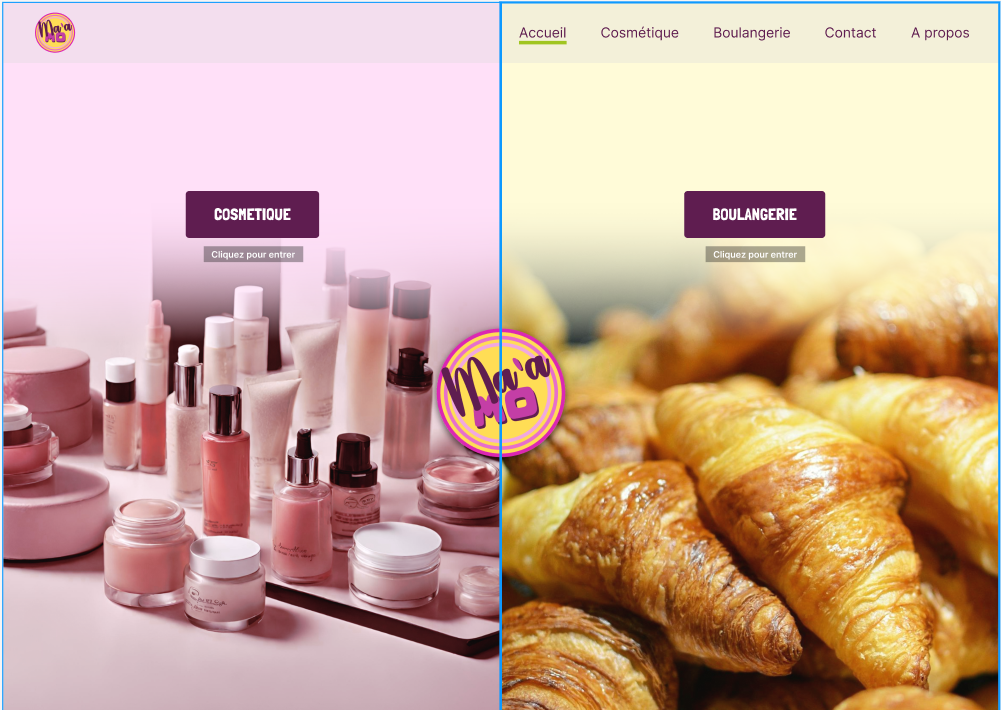 Ma'a
MO
Accueil Cosmétique Boulangerie Contact A propos
COSMETIQUE
Cliquez pour entrer
BOULANGERIE
Cliquez pour entrer
Ma'a
MO